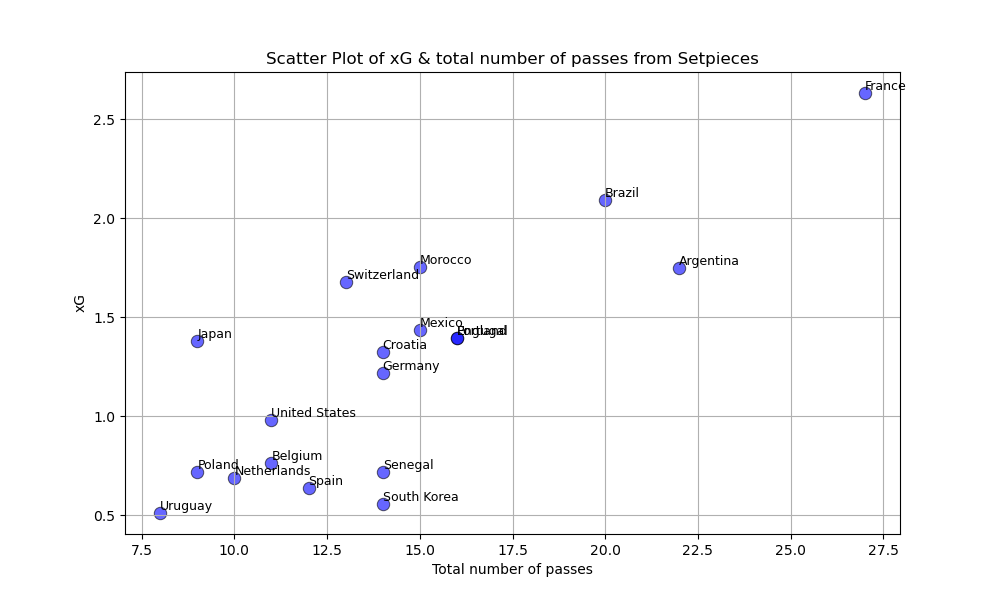 Scatter Plot of xG & total number of passes from Setpieces
France
2.5
Brazil
2.0
Morocco
Argentina
Switzerland
xG
1.5
Mexico
Japan
Croatia
Germany
United States
1.0
Belgium
Poland
Netherlands
Senegal
Spain
South Korea
Uruguay
0.5
7.5 10.0 12.5 15.0 17.5 20.0 22.5 25.0 27.5
Total number of passes